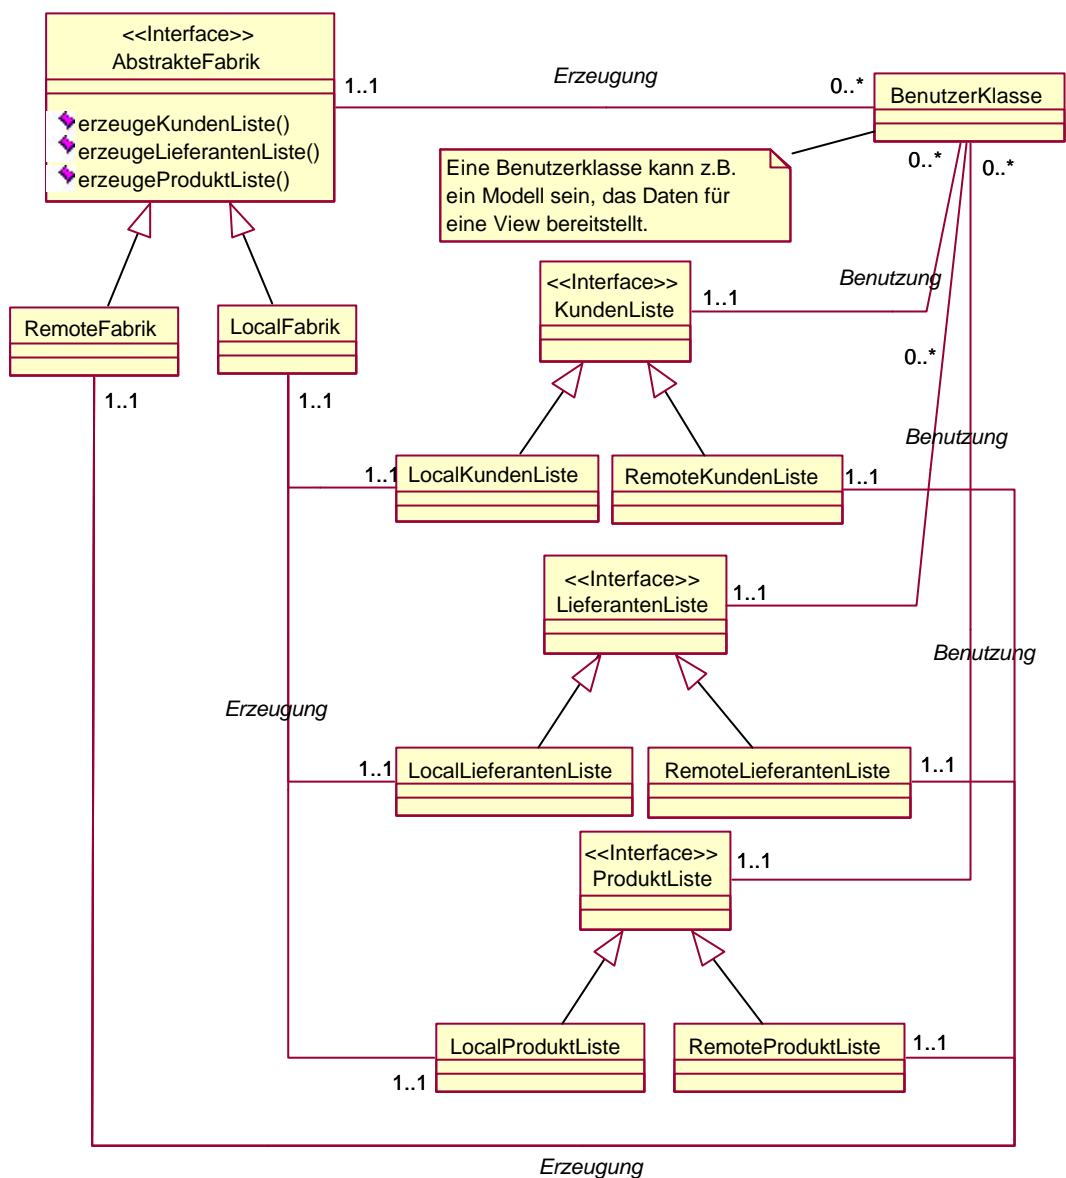 <<Interface>>
AbstrakteFabrik
erzeugeKundenListe()
erzeugeLieferantenListe()
erzeugeProduktListe()
1..1
Erzeugung
0..*
BenutzerKlasse
Eine Benutzerklasse kann z.B.
ein Modell sein, das Daten für
eine View bereitstellt.
0..*
0..*
<<Interface>>
KundenListe
1..1
Benutzung
RemoteFabrik
LocalFabrik
0..*
1..1
1..1
Benutzung
1..1
LocalKundenListe
RemoteKundenListe
1..1
<<Interface>>
LieferantenListe
1..1
Benutzung
Erzeugung
1..1
LocalLieferantenListe
RemoteLieferantenListe
1..1
<<Interface>>
ProduktListe
1..1
LocalProduktListe
1..1
RemoteProduktListe
1..1
Erzeugung